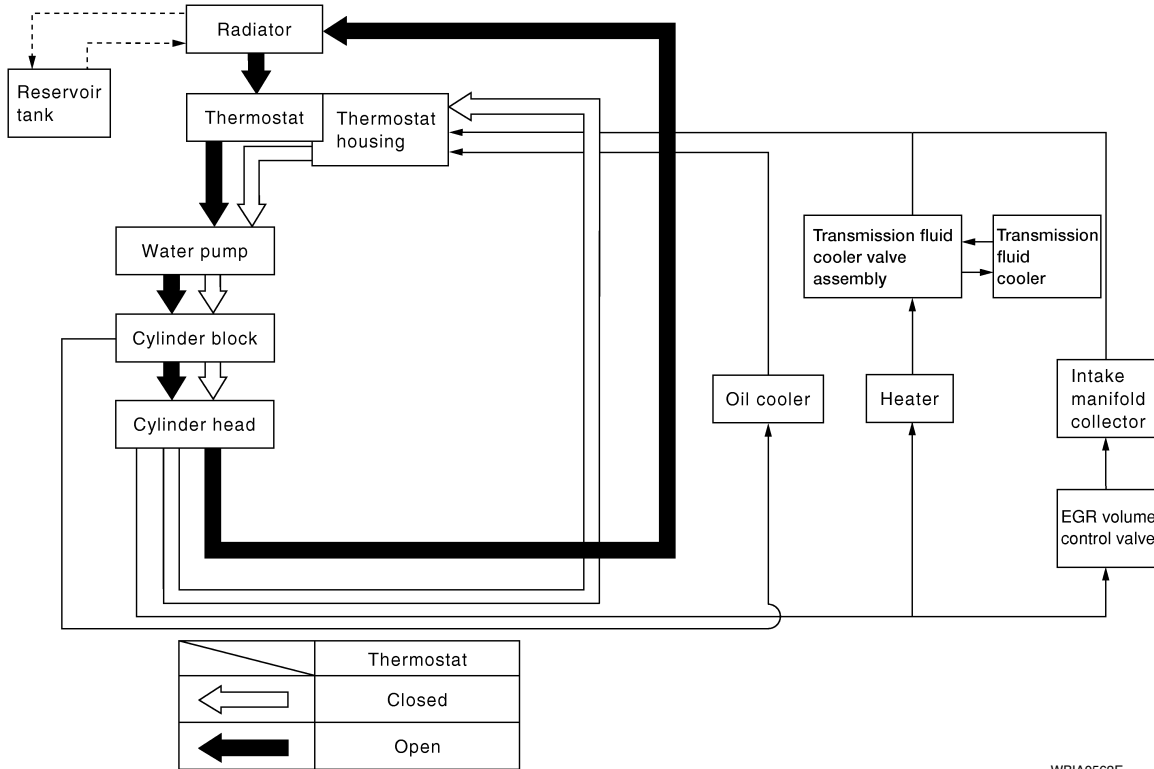 Radiator
Reservoir
tank
Thermostat
Thermostat
housing
Water pump
Transmission fluid
cooler valve
assembly
Transmission
fluid
cooler
Cylinder block
Cylinder head
Oil cooler
Heater
Intake
manifold
collector
EGR volume
control valve
Thermostat
Closed
Open